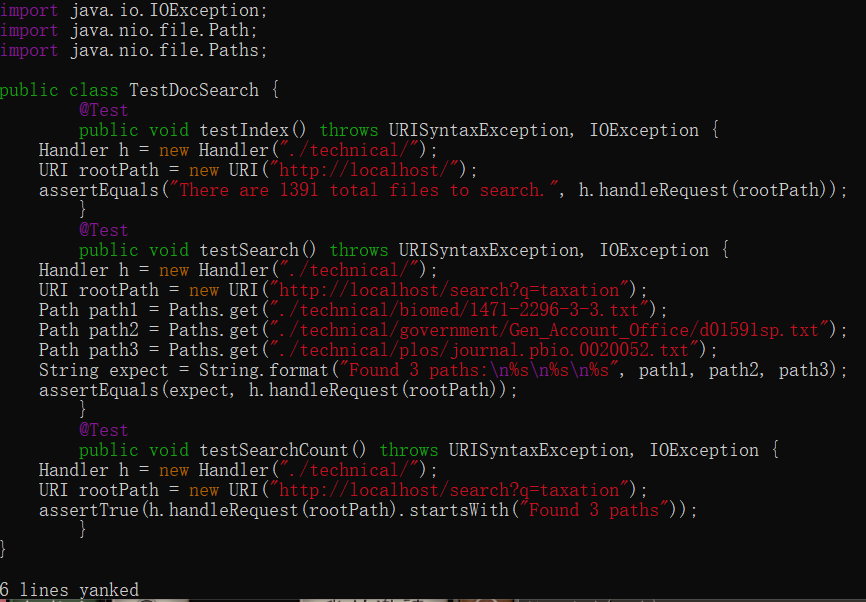 import java.io.IOException;
import java.nio.file.Path;
import java.nio.file.Paths;

public class TestDocSearch {
        @Test
        public void testIndex() throws URISyntaxException, IOException {
    Handler h = new Handler("./technical/");
    URI rootPath = new URI("http://localhost/");
    assertEquals("There are 1391 total files to search.", h.handleRequest(rootPath));
        }
        @Test
        public void testSearch() throws URISyntaxException, IOException {
    Handler h = new Handler("./technical/");
    URI rootPath = new URI("http://localhost/search?q=taxation");
    Path path1 = Paths.get("./technical/biomed/1471-2296-3-3.txt");
    Path path2 = Paths.get("./technical/government/Gen_Account_Office/d01591sp.txt");
    Path path3 = Paths.get("./technical/plos/journal.pbio.0020052.txt");
    String expect = String.format("Found 3 paths:\n%s\n%s\n%s", path1, path2, path3);
    assertEquals(expect, h.handleRequest(rootPath));
        }
        @Test
        public void testSearchCount() throws URISyntaxException, IOException {
    Handler h = new Handler("./technical/");
    URI rootPath = new URI("http://localhost/search?q=taxation");
    assertTrue(h.handleRequest(rootPath).startsWith("Found 3 paths"));
        }
}

6 lines yanked